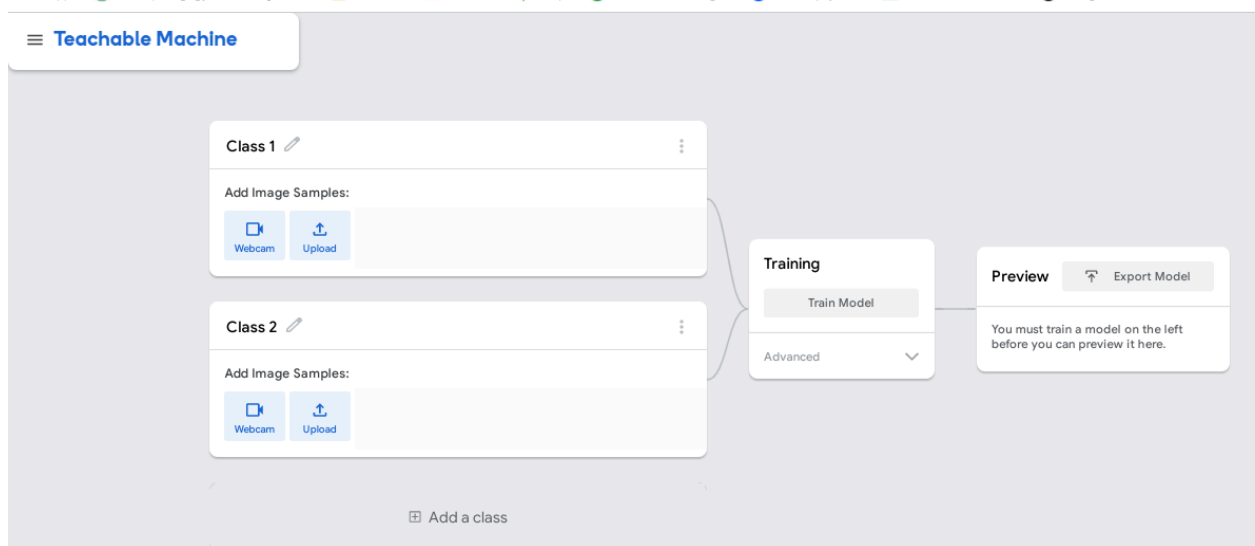 Teachable Machine
Class 1
Add Image Samples:
Webcam
Upload
Class 2
Add Image Samples:
Webcam
Upload
Add a class
Training
Train Model
Advanced
Preview
Export Model
You must train a model on the left
before you can preview it here.